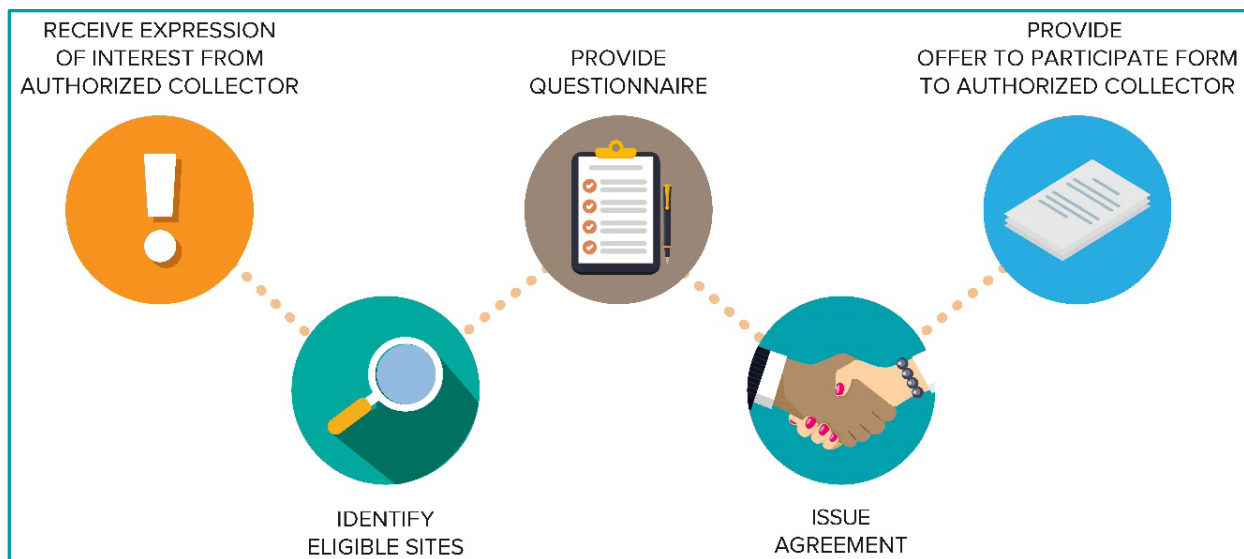 RECEIVE EXPRESSION
OF INTEREST FROM
AUTHORIZED COLLECTOR
IDENTIFY
ELIGIBLE SITES
PROVIDE
QUESTIONNAIRE
ISSUE
AGREEMENT
PROVIDE
OFFER TO PARTICIPATE FORM
TO AUTHORIZED COLLECTOR